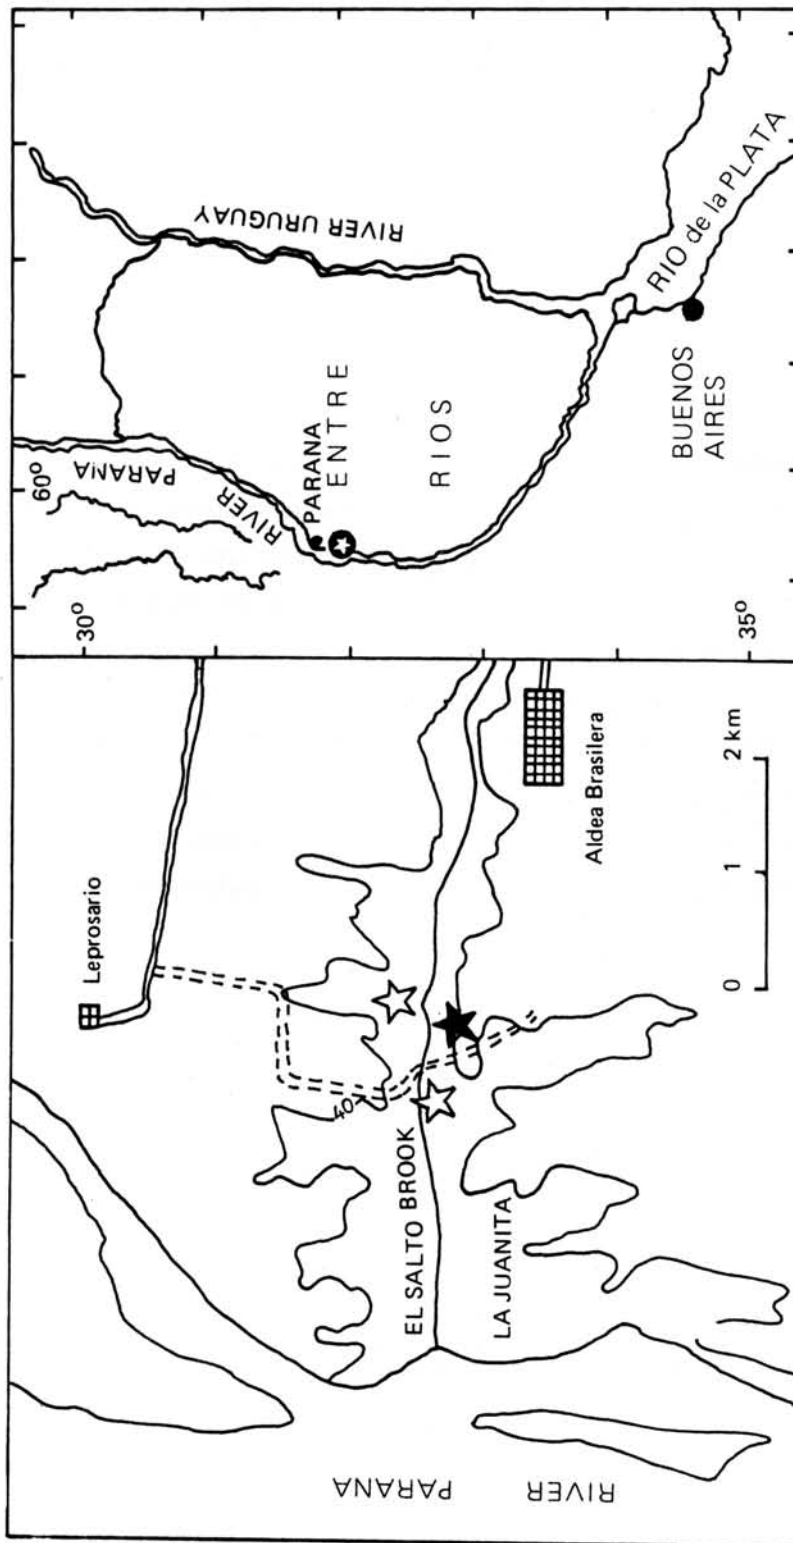 60°
30°
35°
RIVER PARANA
RIVER URUGUAY
PARANA
ENTRE
RIOS
BUENOS
AIRES
RIO de la PLATA
Leprosario
40
EL SALTO BROOK
LA JUANITA
Aldea Brasilera
0 1 2 km
RIVER PARANA